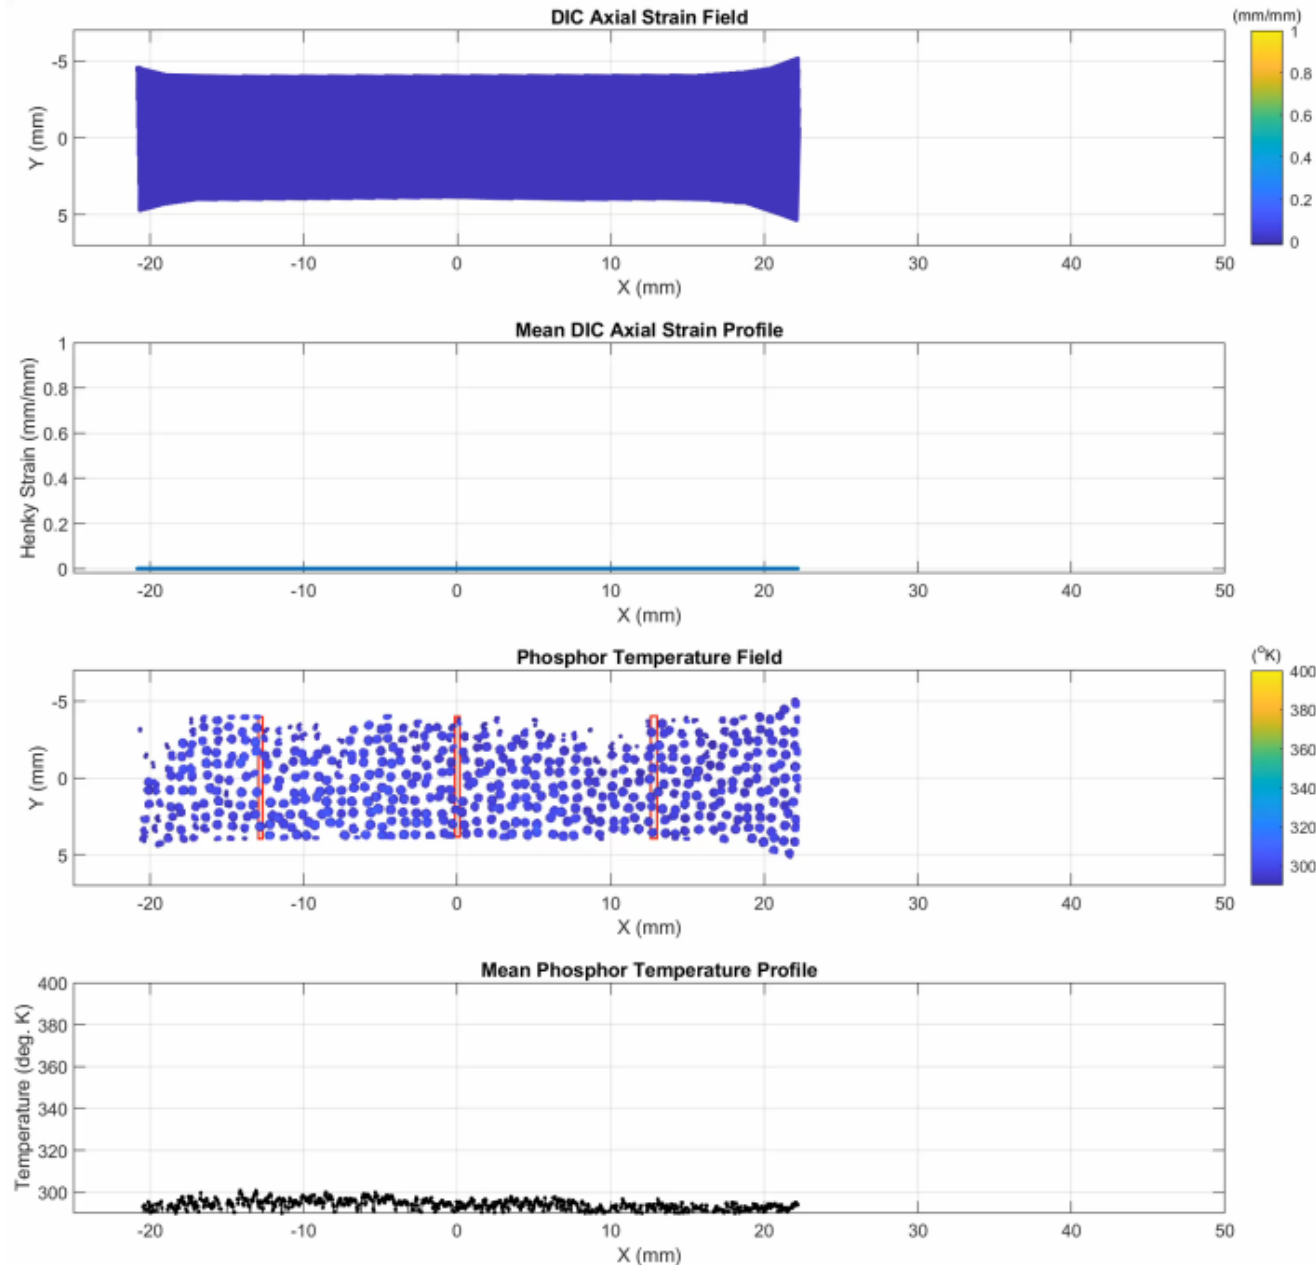 DIC Axial Strain Field
(mm/mm)
-5
0
5
Y (mm)
-20 -10 0 10 20 30 40 50
X (mm)
1
0.8
0.6
0.4
0.2
0
Mean DIC Axial Strain Profile
1
0.8
0.6
0.4
0.2
0
Henky Strain (mm/mm)
-20 -10 0 10 20 30 40 50
X (mm)
Phosphor Temperature Field
(°K)
-5
0
5
Y (mm)
-20 -10 0 10 20 30 40 50
X (mm)
400
380
360
340
320
300
Mean Phosphor Temperature Profile
400
380
360
340
320
300
Temperature (deg. K)
-20 -10 0 10 20 30 40 50
X (mm)